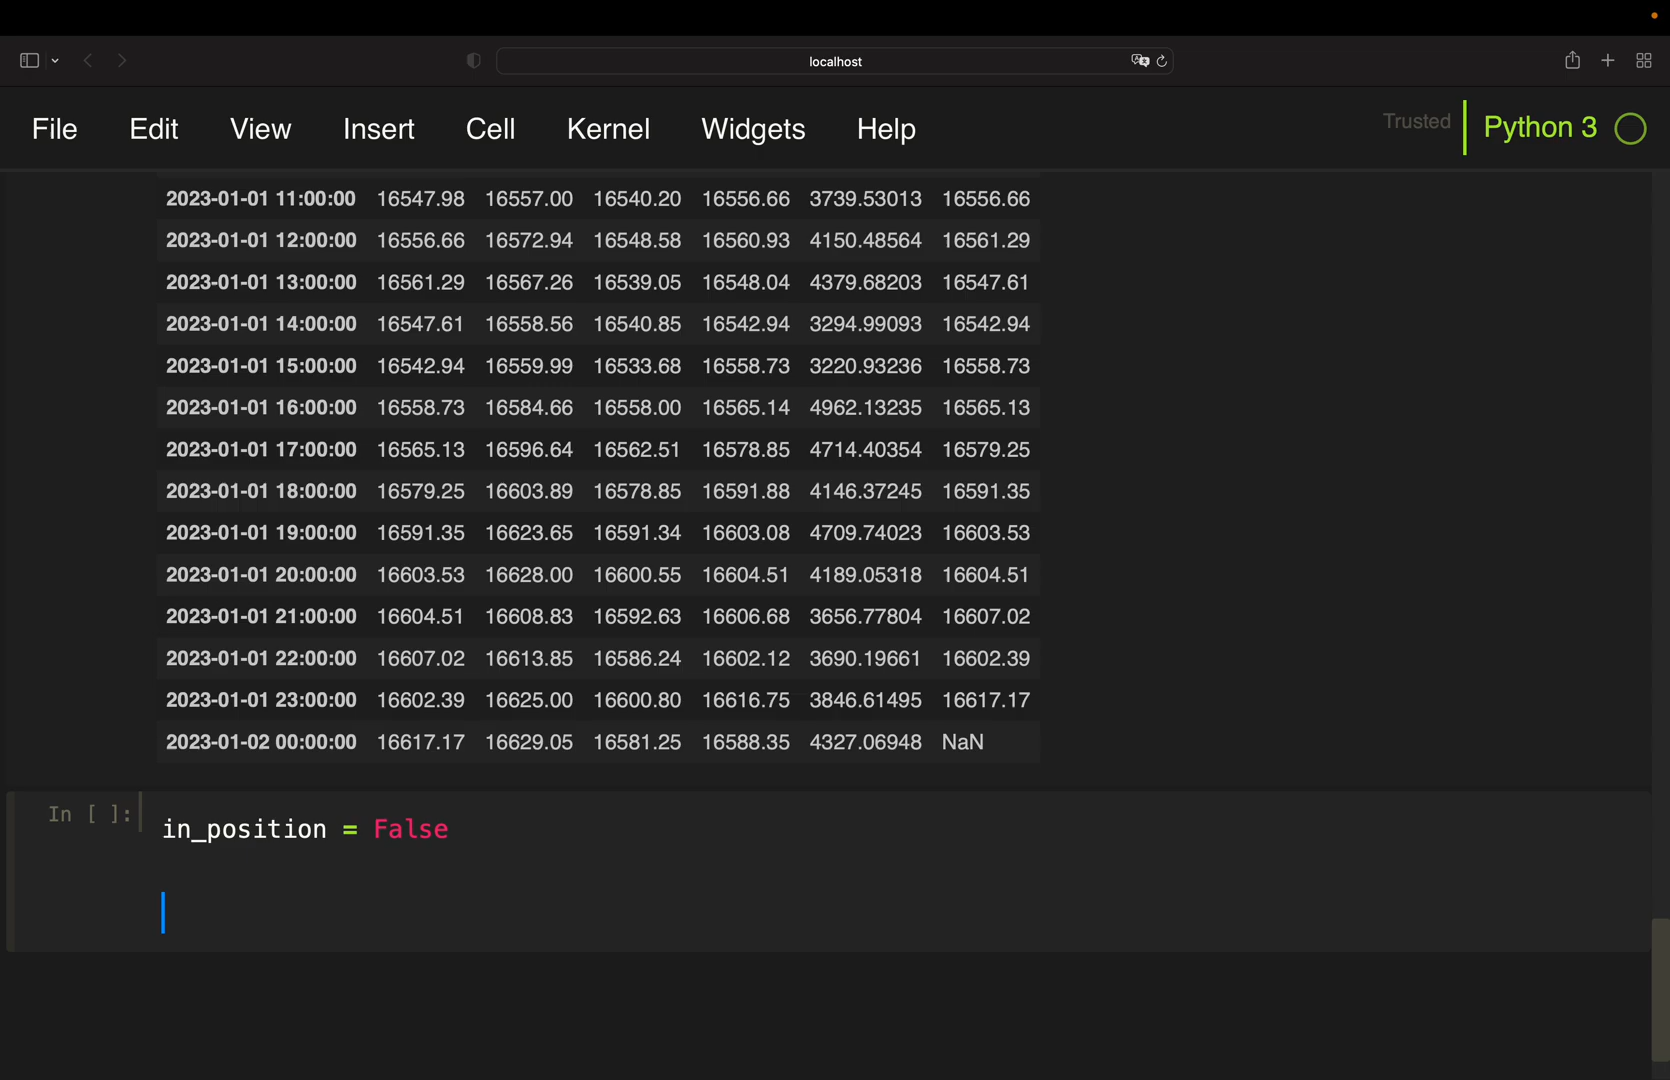 localhost
File Edit View Insert Cell Kernel Widgets Help Trusted Python 3
2023-01-01 11:00:00 16547.98 16557.00 16540.20 16556.66 3739.53013 16556.66
2023-01-01 12:00:00 16556.66 16572.94 16548.58 16560.93 4150.48564 16561.29
2023-01-01 13:00:00 16561.29 16567.26 16539.05 16548.04 4379.68203 16547.61
2023-01-01 14:00:00 16547.61 16558.56 16540.85 16542.94 3294.99093 16542.94
2023-01-01 15:00:00 16542.94 16559.99 16533.68 16558.73 3220.93236 16558.73
2023-01-01 16:00:00 16558.73 16584.66 16558.00 16565.14 4962.13235 16565.13
2023-01-01 17:00:00 16565.13 16596.64 16562.51 16578.85 4714.40354 16579.25
2023-01-01 18:00:00 16579.25 16603.89 16578.85 16591.88 4146.37245 16591.35
2023-01-01 19:00:00 16591.35 16623.65 16591.34 16603.08 4709.74023 16603.53
2023-01-01 20:00:00 16603.53 16628.00 16600.55 16604.51 4189.05318 16604.51
2023-01-01 21:00:00 16604.51 16608.83 16592.63 16606.68 3656.77804 16607.02
2023-01-01 22:00:00 16607.02 16613.85 16586.24 16602.12 3690.19661 16602.39
2023-01-01 23:00:00 16602.39 16625.00 16600.80 16616.75 3846.61495 16617.17
2023-01-02 00:00:00 16617.17 16629.05 16581.25 16588.35 4327.06948 NaN
In [ ]: in_position = False